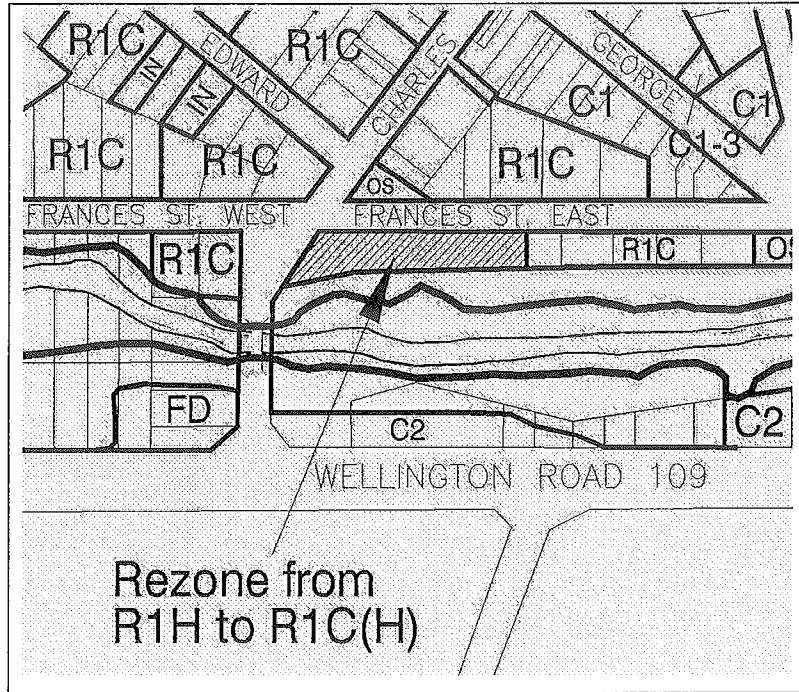 R1C
IN
IN
EDWARD
R1C
CHARLES
GEORGE
C1
C1
R1C
R1C
OS
R1C
C1-3
FRANCES ST. WEST
FRANCES ST. EAST
R1C
R1C
OS
FD
C2
C2
WELLINGTON ROAD 109
Rezone from
R1H to R1C(H)